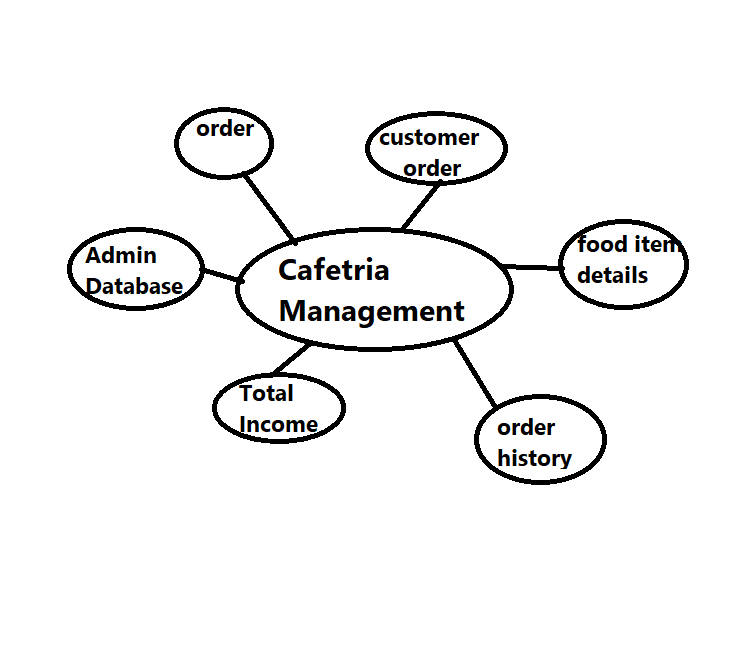 order
customer
order
Admin
Database
Cafetria
Management
food item
details
Total
Income
order
history